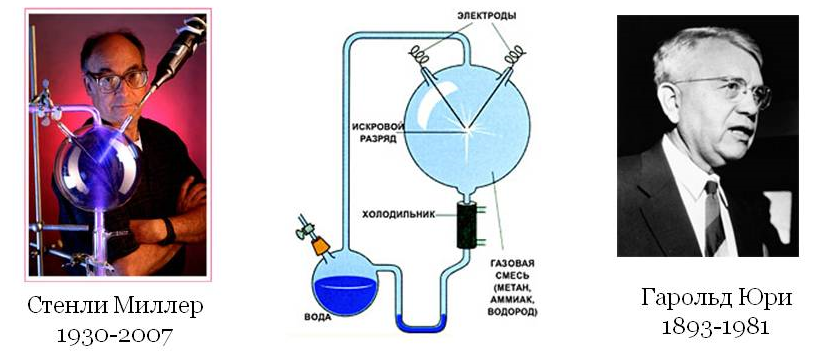 ЭЛЕКТРОДЫ
ИСКРОВОЙ
РАЗРЯД
ХОЛОДИЛЬНИК
ГАЗОВАЯ
СМЕСЬ
(МЕТАН,
АММИАК,
ВОДОРОД)
ВОДА
Стенли Миллер
1930-2007
Гарольд Юри
1893-1981